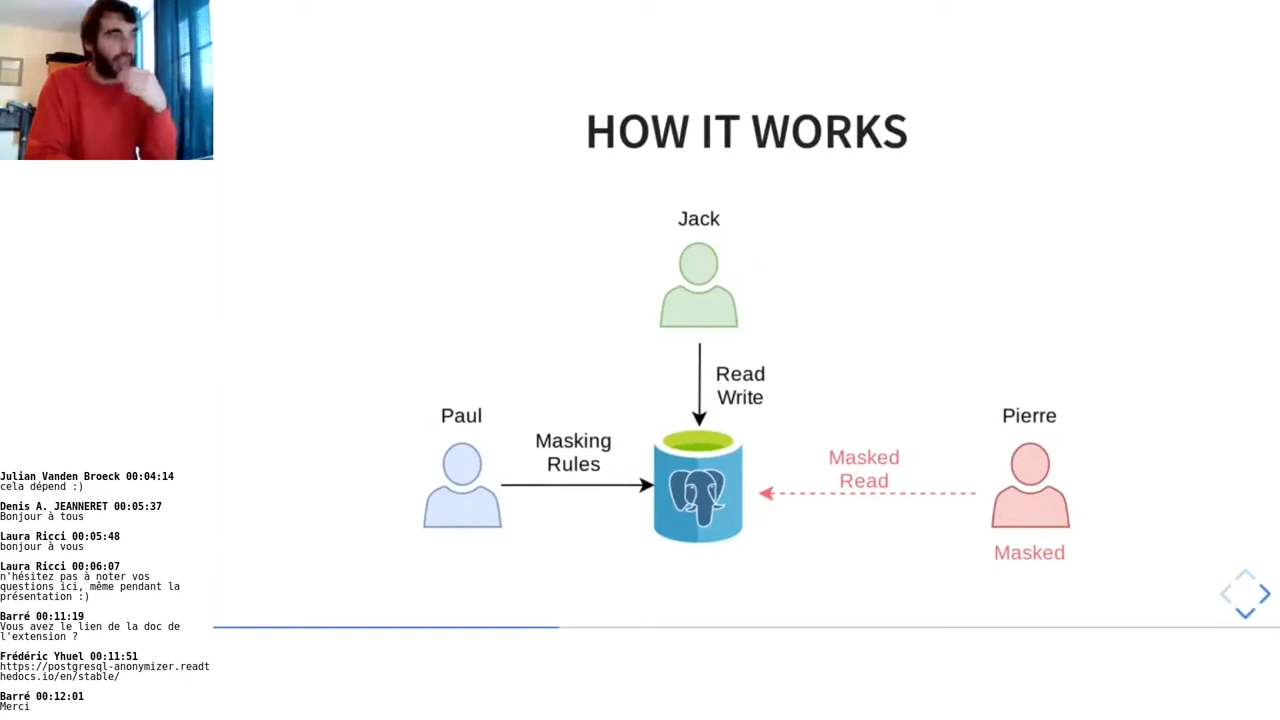 HOW IT WORKS
Jack
Read
Write
Paul
Masking
Rules
Masked
Read
Pierre
Masked
Julian Vanden Broeck 00:04:14
cela dépend :)
Denis A. JEANNERET 00:05:37
Bonjour à tous
Laura Ricci 00:05:48
bonjour à vous
Laura Ricci 00:06:07
n'hésitez pas à noter vos
questions ici, même pendant la
présentation :)
Barré 00:11:19
Vous avez le lien de la doc de
l'extension ?
Frédéric Yhuel 00:11:51
https://postgresql-anonymizer.readt
hedocs.io/en/stable/
Barré 00:12:01
Merci